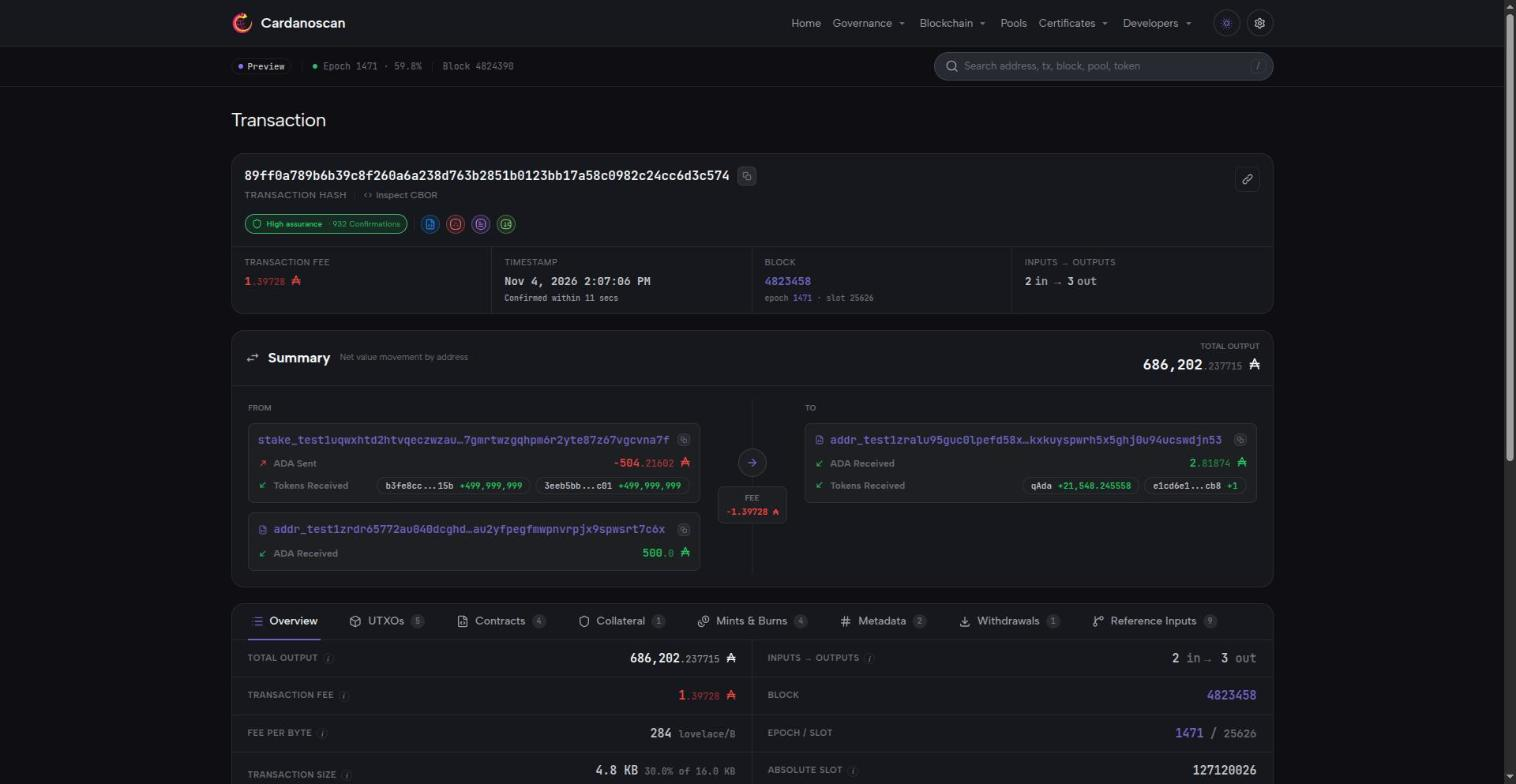 Cardanoscan
Home Governance Blockchain Pools Certificates Developers
Preview Epoch 1471 · 59.8% Block 4824390
Search address, tx, block, pool, token /
Transaction
89ff0a789b6b39c8f260a6a238d763b2851b0123bb17a58c0982c24cc6d3c574
TRANSACTION HASH <> Inspect CBOR
High assurance · 932 Confirmations
TRANSACTION FEE
1.39728 ₳
TIMESTAMP
Nov 4, 2026 2:07:06 PM
Confirmed within 11 secs
BLOCK
4823458
epoch 1471 · slot 25626
INPUTS → OUTPUTS
2 in → 3 out
Summary Net value movement by address
TOTAL OUTPUT
686,202.237715 ₳
FROM
stake_test1uqwxhtd2htvqeczwzau…7gmrtwzgqhpm6r2yte87z67vgcvna7f
ADA Sent -504.21602 ₳
Tokens Received b3fe8cc...15b +499,999,999 3eeb5bb...c01 +499,999,999
addr_test1zrdr65772au040dcghd…au2yfpegfmwpnvrpjx9spwsrt7c6x
ADA Received 500.0 ₳
FEE
-1.39728 ₳
TO
addr_test1zralu95guc0lpefd58x…kxkuyspwrh5x5ghj0u94ucswdjn53
ADA Received 2.81874 ₳
Tokens Received qAda +21,548.245558 e1cd6e1...cb8 +1
Overview UTXOs 5 Contracts 4 Collateral 1 Mints & Burns 4 Metadata 2 Withdrawals 1 Reference Inputs 9
TOTAL OUTPUT i 686,202.237715 ₳
INPUTS → OUTPUTS i 2 in → 3 out
TRANSACTION FEE i 1.39728 ₳
BLOCK 4823458
FEE PER BYTE i 284 lovelace/B
EPOCH / SLOT 1471 / 25626
TRANSACTION SIZE i 4.8 KB 30.0% of 16.0 KB
ABSOLUTE SLOT i 127120026